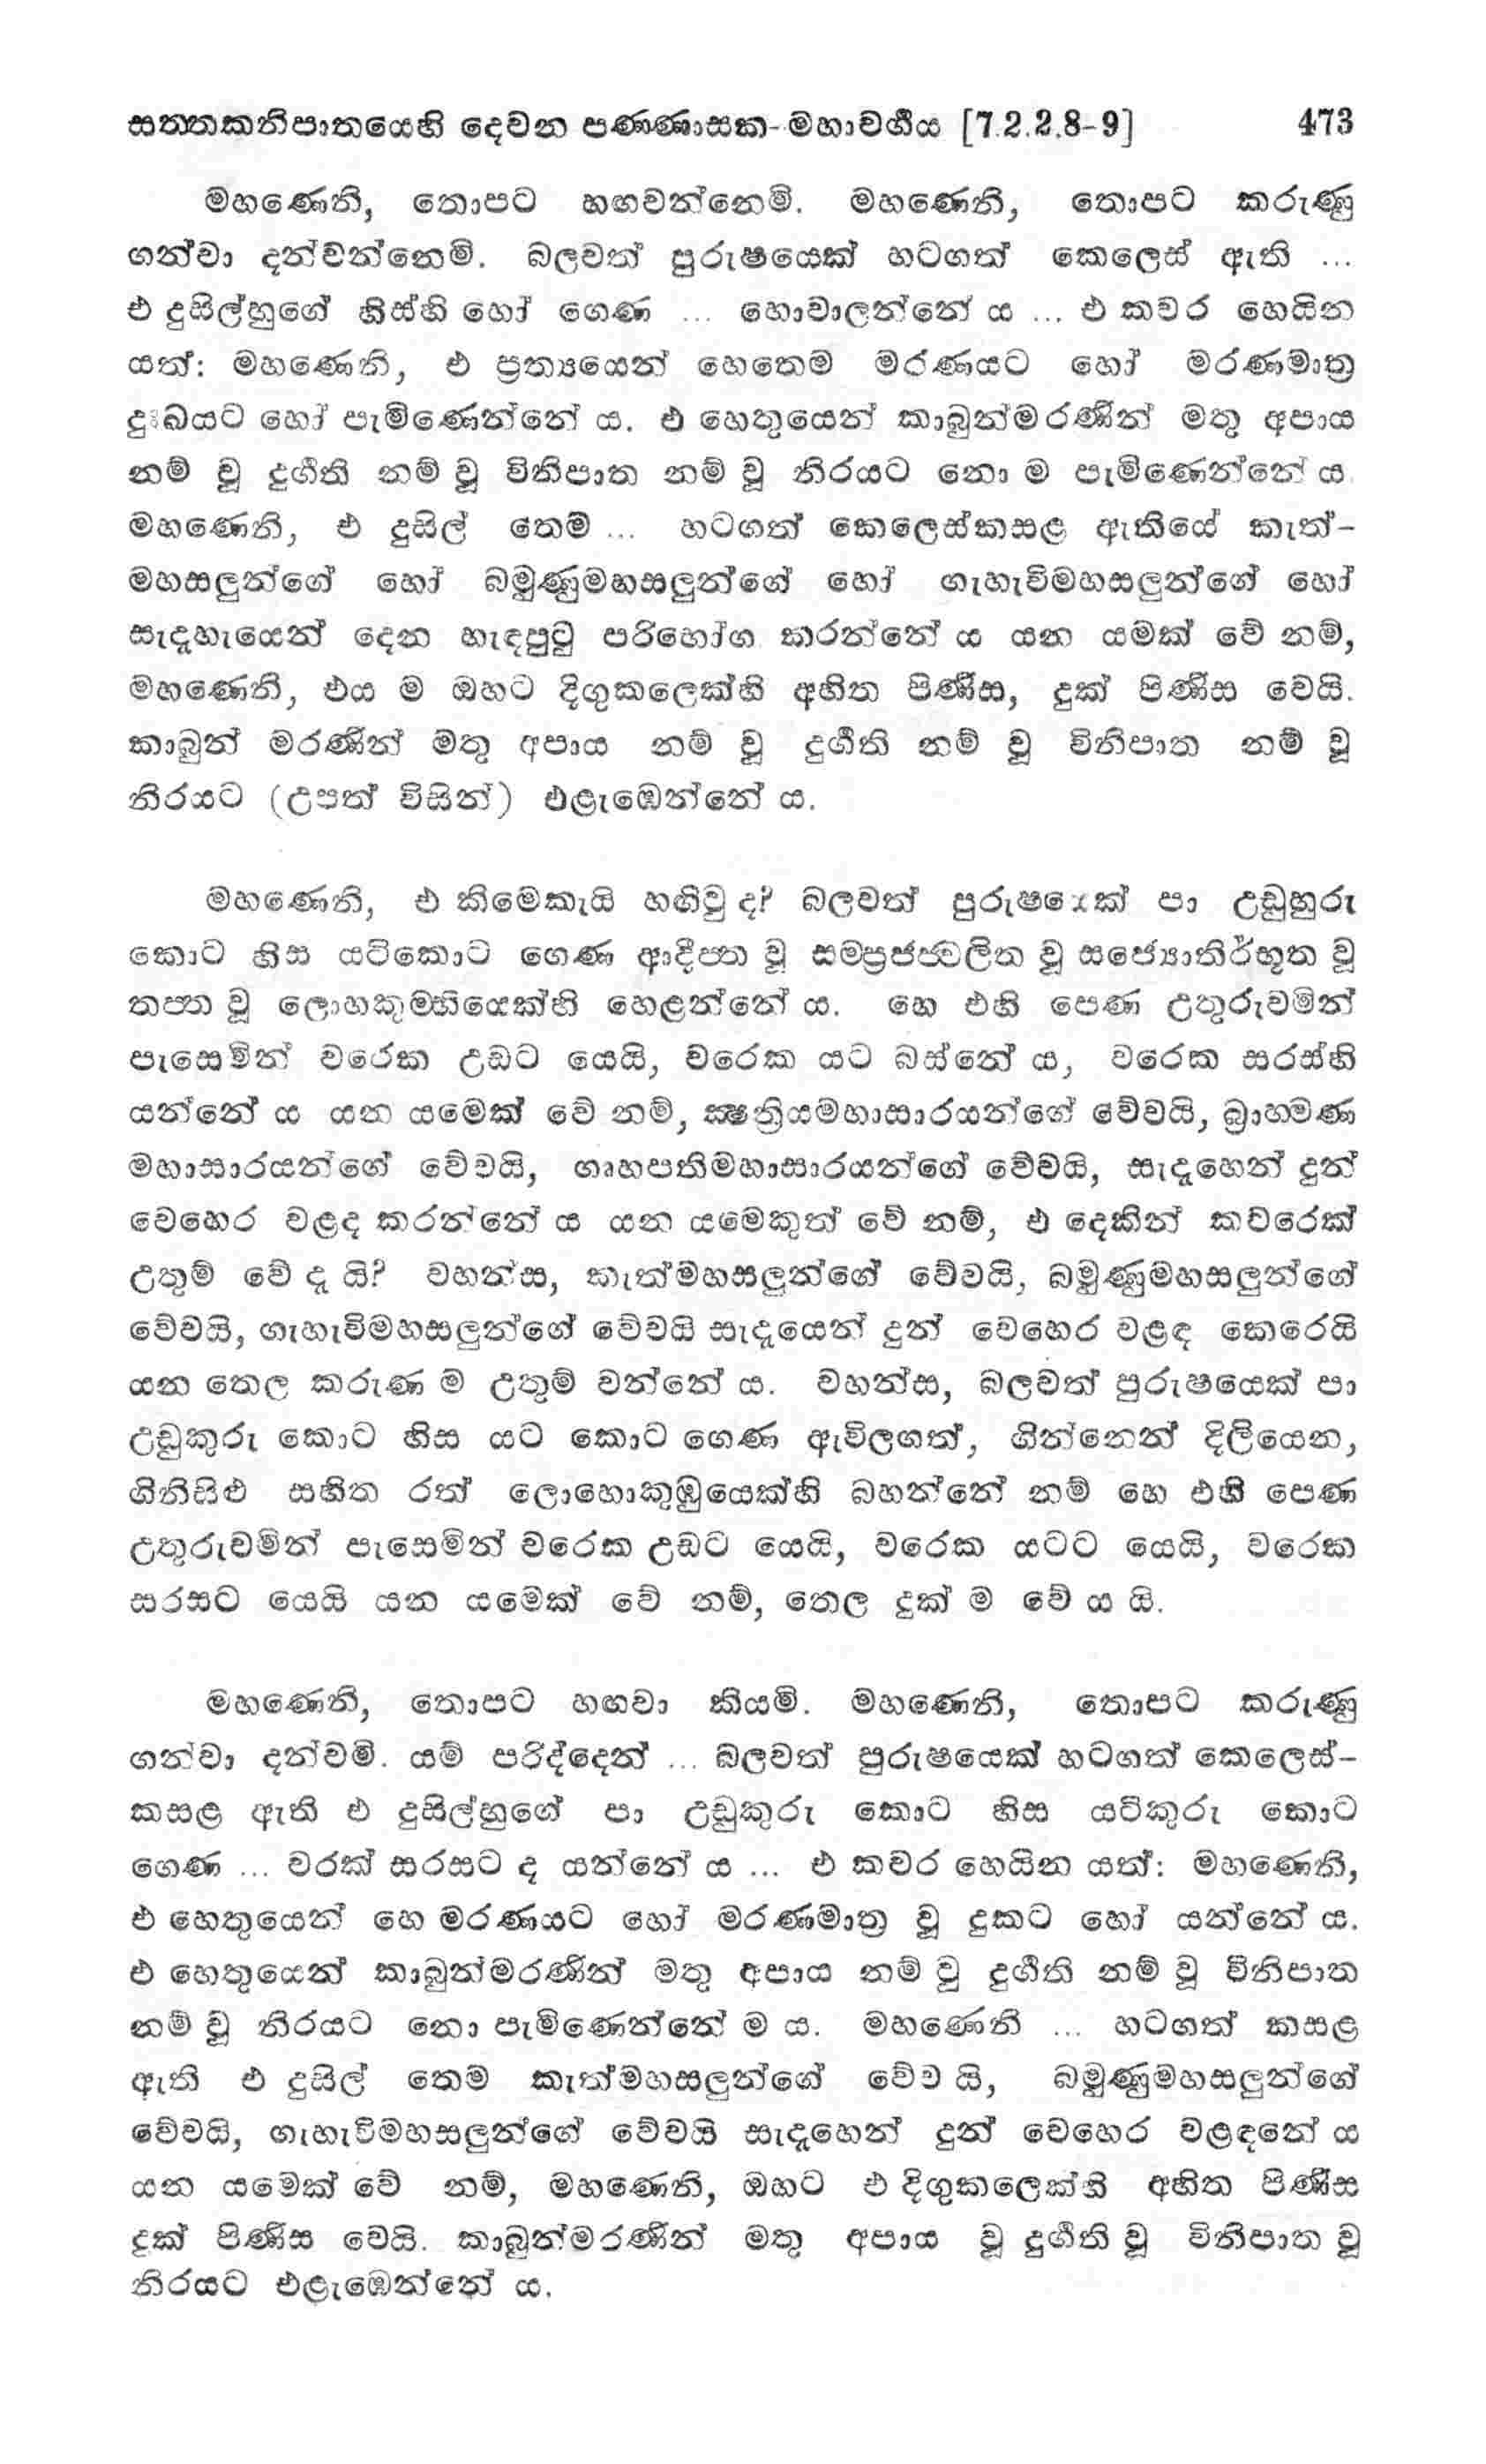 සත්තකනිපාතයෙහි දෙවන පණ්ණාසක- මහාවර්‍ගය [7.2.2.8-9] 473
මහණෙනි, තොපට හඟවන්නෙමි. මහණෙනි, තොපට කරුණු
ගන්වා දන්වන්නෙමි. බලවත් පුරුෂයෙක් හටගත් කෙලෙස් ඇති ...
එ දුසිල්හුගේ හිස්හි හෝ ගෙණ ... හොවාලන්නේ ය ... එ කවර හෙයින
යත්: මහණෙනි, එ ප්‍රත්‍යයෙන් හෙතෙම මරණයට හෝ මරණමාත්‍ර
දුඃඛයට හෝ පැමිණෙන්නේ ය. එ හෙතුයෙන් කාබුන්මරණින් මතු අපාය
නම් වූ දුර්‍ගති නම් වූ විනිපාත නම් වූ නිරයට නො ම පැමිණෙන්නේ ය.
මහණෙනි, එ දුසිල් තෙම ... හටගත් කෙලෙස්කසළ ඇතියේ කැත්-
මහසලුන්ගේ හෝ බමුණුමහසලුන්ගේ හෝ ගැහැවිමහසලුන්ගේ හෝ
සැදෑහැයෙන් දෙන හැඳපුටු පරිභෝග කරන්නේ ය යන යමක් වේ නම්,
මහණෙනි, එය ම ඔහට දිගුකලෙක්හි අහිත පිණිස, දුක් පිණිස වෙයි.
කාබුන් මරණින් මතු අපාය නම් වූ දුර්‍ගති නම් වූ විනිපාත නම් වූ
නිරයට (උපත් විසින්) එළැඹෙන්නේ ය.
මහණෙනි, එ කිමෙකැයි හඟිවු ද? බලවත් පුරුෂයෙක් පා උඩුහුරු
කොට හිස යටිකොට ගෙණ ආදීප්ත වූ සම්ප්‍රජ්ජ්වලිත වූ සජ්‍යොතිර්භූත වූ
තප්ත වූ ලොහකුම්භියෙක්හි හෙළන්නේ ය. හෙ එහි පෙණ උතුරුවමින්
පැසෙමින් වරෙක උඩට යෙයි, වරෙක යට බස්නේ ය, වරෙක සරස්හි
යන්නේ ය යන යමෙක් වේ නම්, ක්‍ෂත්‍රියමහාසාරයන්ගේ වේවයි, බ්‍රාහ්මණ
මහාසාරයන්ගේ වේවයි, ගෘහපතිමහාසාරයන්ගේ වේවයි, සැදෑහෙන් දුන්
වෙහෙර වළඳ කරන්නේ ය යන යමෙකුත් වේ නම්, එ දෙකින් කවරෙක්
උතුම් වේ දෑ යි? වහන්ස, කැත්මහසලුන්ගේ වේවයි, බමුණුමහසලුන්ගේ
වේවයි, ගැහැවිමහසලුන්ගේ වේවයි සැදෑයෙන් දුන් වෙහෙර වළඳ කෙරෙයි
යන තෙල කරුණ ම උතුම් වන්නේ ය. වහන්ස, බලවත් පුරුෂයෙක් පා
උඩුකුරු කොට හිස යට කොට ගෙණ ඇවිලගත්, ගින්නෙන් දිලියෙන,
ගිනිසිළු සහිත රත් ලොහොකුඹුයෙක්හි බහන්නේ නම් හෙ එහි පෙණ
උතුරුවමින් පැසෙමින් වරෙක උඩට යෙයි, වරෙක යටට යෙයි, වරෙක
සරසට යෙයි යන යමෙක් වේ නම්, තෙල දුක් ම වේ ය යි.
මහණෙනි, තොපට හඟවා කියමි. මහණෙනි, තොපට කරුණු
ගන්වා දන්වමි. යම් පරිද්දෙන් ... බලවත් පුරුෂයෙක් හටගත් කෙලෙස්-
කසළ ඇති එ දුසිල්හුගේ පා උඩුකුරු කොට හිස යටිකුරු කොට
ගෙණ ... වරක් සරසට ද යන්නේ ය ... එ කවර හෙයින යත්: මහණෙනි,
එ හෙතුයෙන් හෙ මරණයට හෝ මරණමාත්‍ර වූ දුකට හෝ යන්නේ ය.
එ හෙතුයෙන් කාබුන්මරණින් මතු අපාය නම් වූ දුර්‍ගති නම් වූ විනිපාත
නම් වූ නිරයට නො පැමිණෙන්නේ ම ය. මහණෙනි ... හටගත් කසළ
ඇති එ දුසිල් තෙම කැත්මහසලුන්ගේ වේව යි, බමුණුමහසලුන්ගේ
වේවයි, ගැහැවිමහසලුන්ගේ වේවයි සැදෑහෙන් දුන් වෙහෙර වළඳනේ ය
යන යමෙක් වේ නම්, මහණෙනි, ඔහට එ දිගුකලෙක්හි අහිත පිණිස
දුක් පිණිස වෙයි. කාබුන්මරණින් මතු අපාය වූ දුර්‍ගති වූ විනිපාත වූ
නිරයට එළැඹෙන්නේ ය.